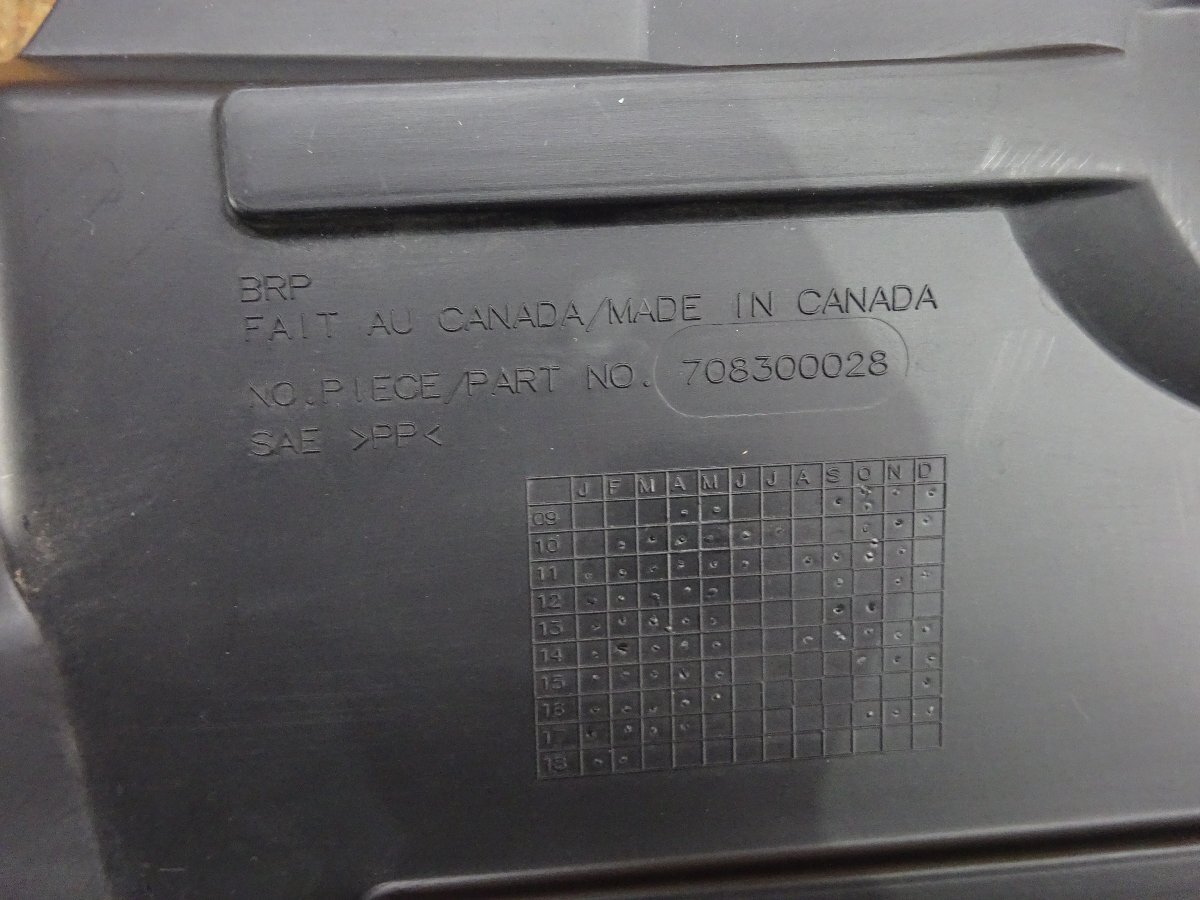 BRP
FAIT AU CANADA/MADE IN CANADA
NO.PIECE/PART NO. 708300028
SAE >PP<
J F M A M J J A S O N D
09
10
11
12
13
14
15
16
17
18